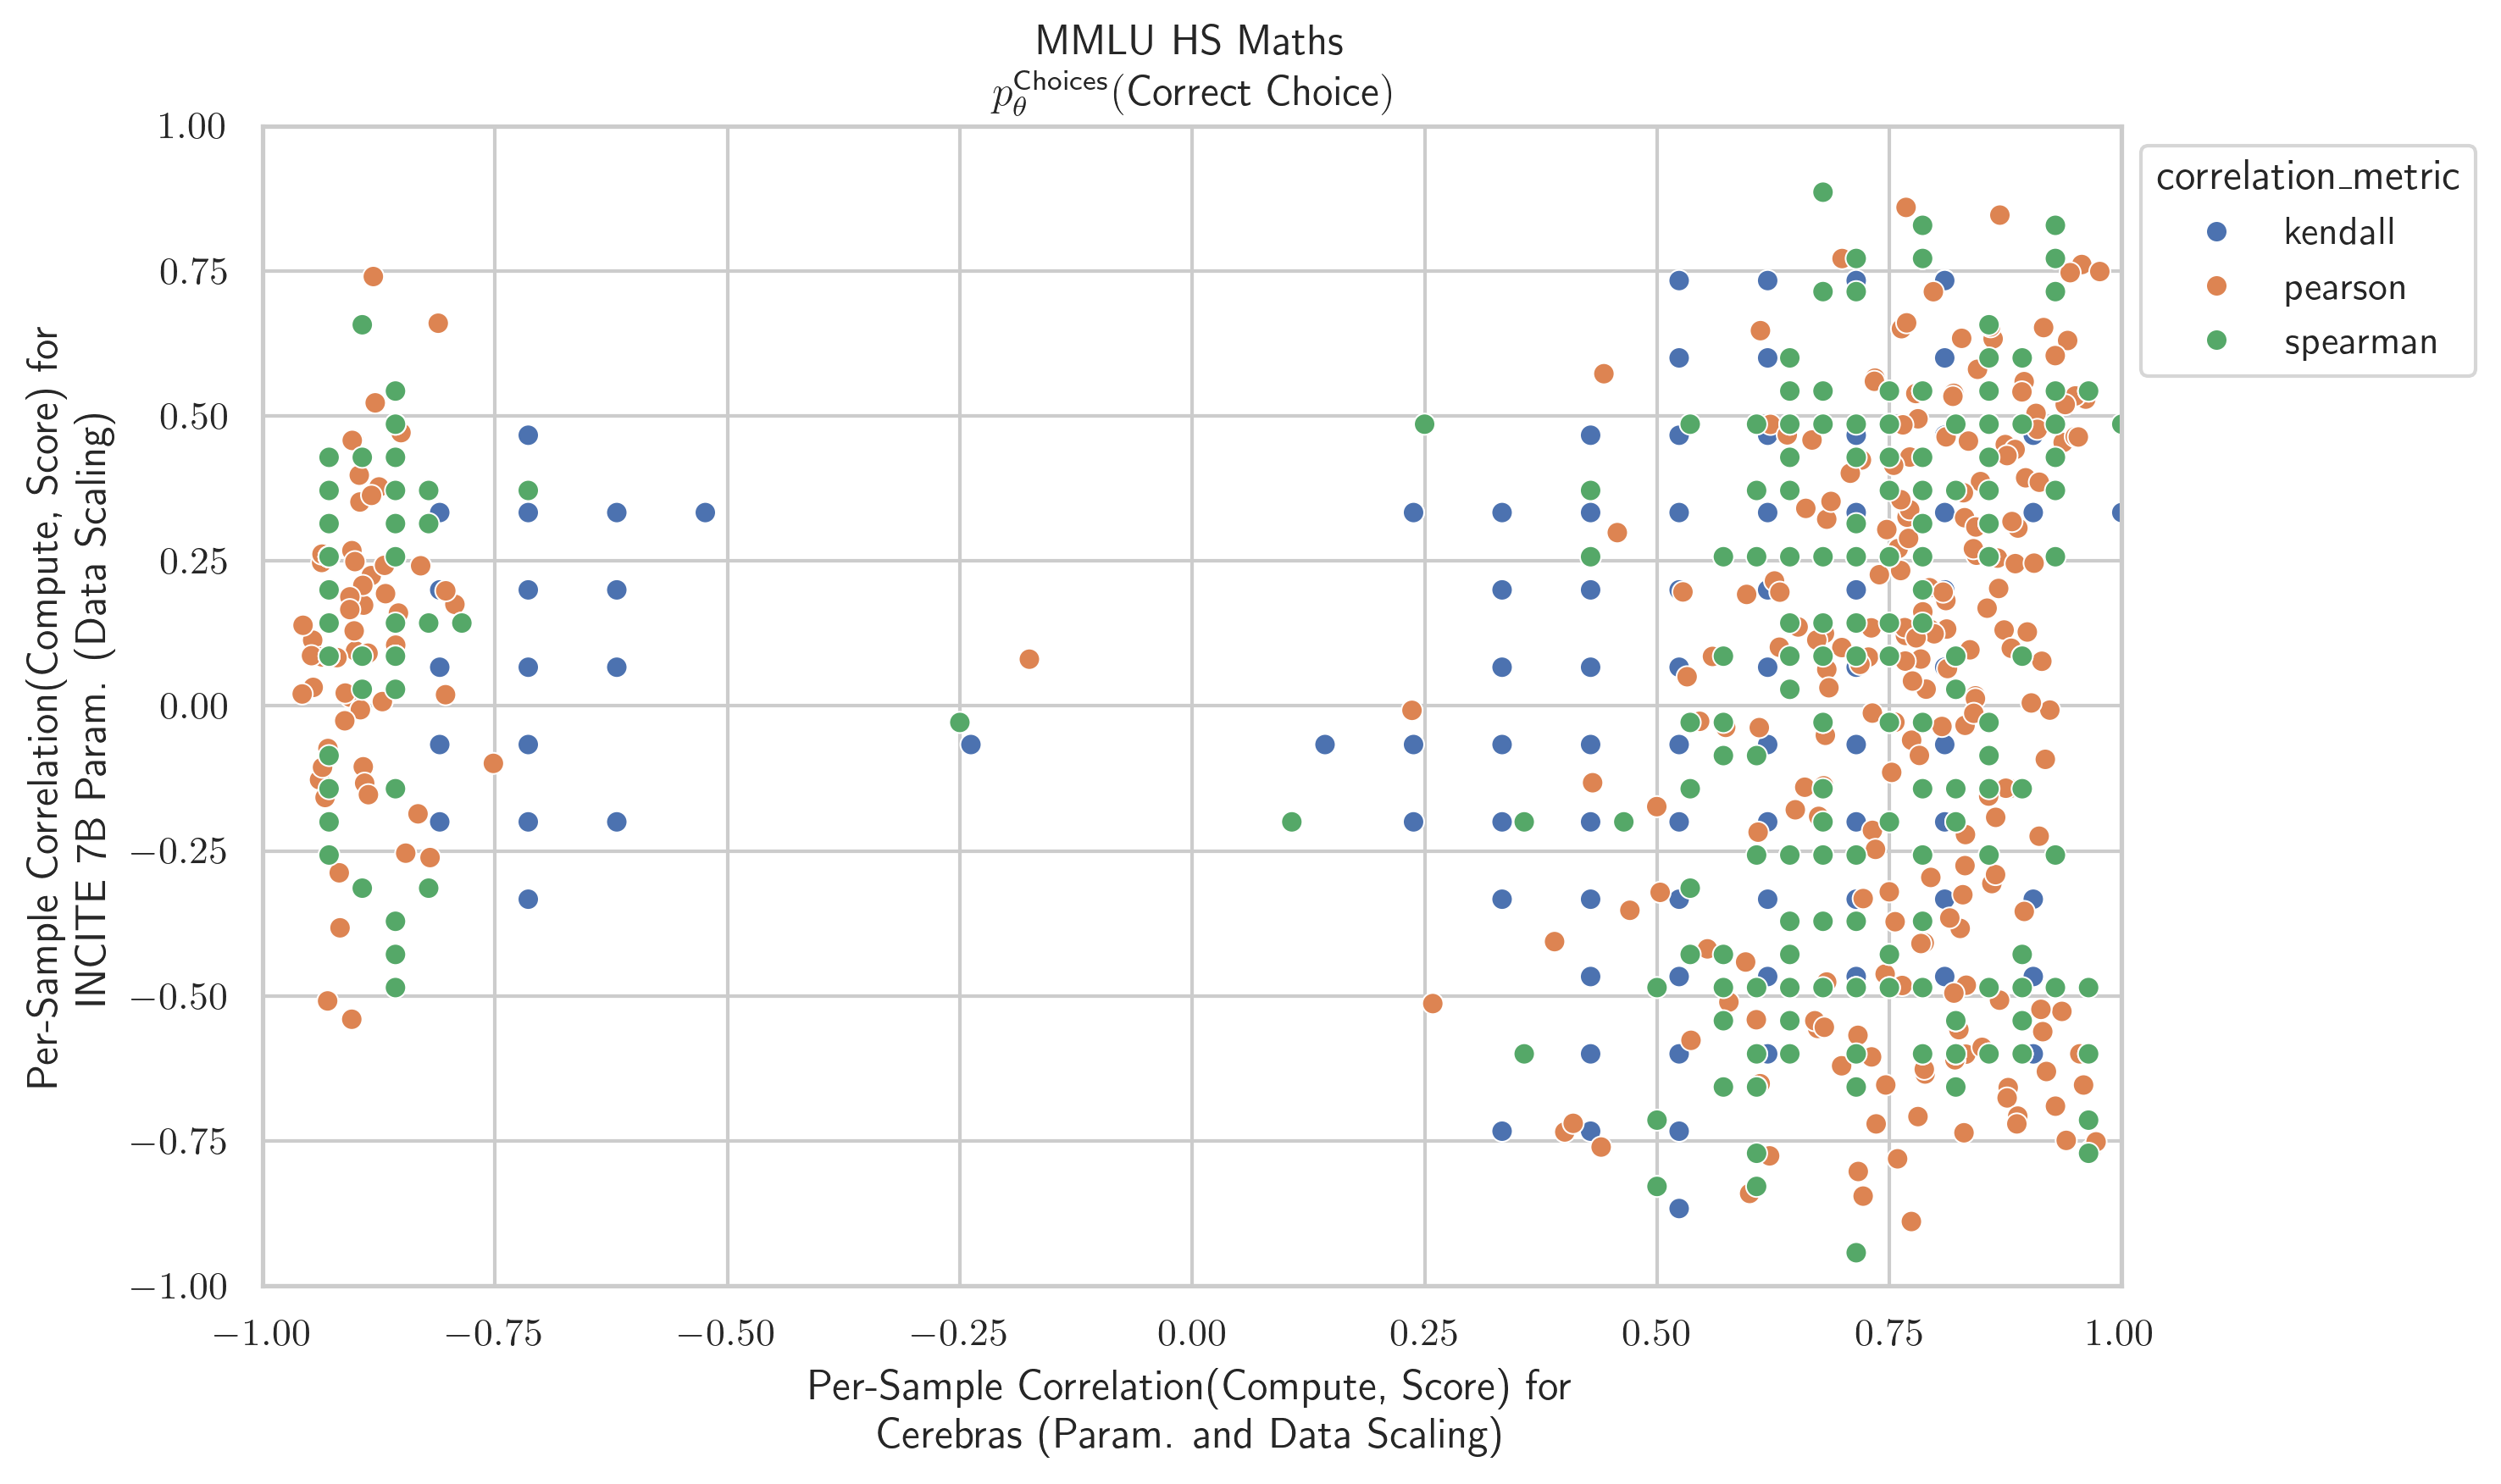 MMLU HS Maths
p_θ^Choices(Correct Choice)
1.00
0.75
0.50
0.25
0.00
−0.25
−0.50
−0.75
−1.00
Per-Sample Correlation(Compute, Score) for
INCITE 7B Param. (Data Scaling)
correlation_metric
kendall
pearson
spearman
−1.00
−0.75
−0.50
−0.25
0.00
0.25
0.50
0.75
1.00
Per-Sample Correlation(Compute, Score) for
Cerebras (Param. and Data Scaling)